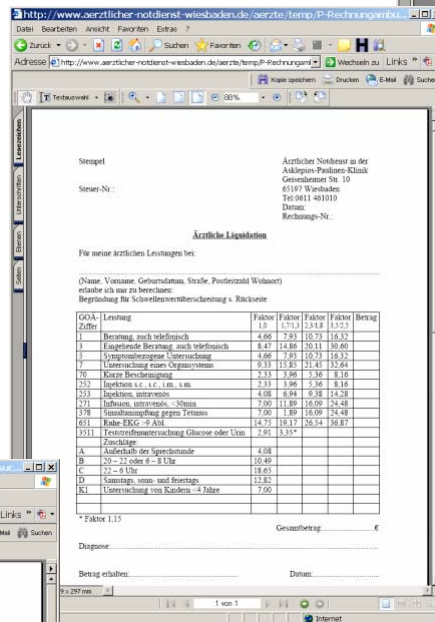 http://www.aerztlicher-notdienst-wiesbaden.de/aerzte/temp/P-Rechnungambu...
Datei Bearbeiten Ansicht Favoriten Extras ?
Zurück Suchen Favoriten
Adresse http://www.aerztlicher-notdienst-wiesbaden.de/aerzte/temp/P-Rechnungaml Wechseln zu Links
Kopie speichern Drucken E-Mail Suche
Textauswahl 88%
Lesezeichen
Unterschriften
Ebenen
Seiten
Stempel
Steuer-Nr.:
Ärztlicher Notdienst in der
Asklepios-Paulinen-Klinik
Geisenheimer Str. 10
65197 Wiesbaden
Tel:0611 461010
Datum:
Rechnungs-Nr.:
Ärztliche Liquidation
Für meine ärztlichen Leistungen bei:
(Name, Vorname, Geburtsdatum, Straße, Postleitzahl Wohnort)
erlaube ich mir zu berechnen:
Begründung für Schwellenwertüberschreitung s. Rückseite
GOÄ-Ziffer Leistung Faktor 1,0 Faktor 1,7/1,3 Faktor 2,3/1,8 Faktor 3,5/2,5 Betrag
1 Beratung, auch telefonisch 4,66 7,93 10,73 16,32
3 Eingehende Beratung, auch telefonisch 8,47 14,86 20,11 30,60
5 Symptombezogene Untersuchung 4,66 7,93 10,73 16,32
7 Untersuchung eines Organsystems 9,33 15,85 21,45 32,64
70 Kurze Bescheinigung 2,33 3,96 5,36 8,16
252 Injektion s.c., i.c., i.m., s.m. 2,33 3,96 5,36 8,16
253 Injektion, intravenös 4,08 6,94 9,38 14,28
271 Infusion, intravenös, <30min 7,00 11,89 16,09 24,48
378 Simultanimpfung gegen Tetanus 7,00 1,89 16,09 24,48
651 Ruhe-EKG >9 Abl. 14,75 19,17 26,54 36,87
3511 Teststreifenuntersuchung Glucose oder Urin 2,91 3,35*
Zuschläge:
A Außerhalb der Sprechstunde 4,08
B 20 – 22 oder 6 – 8 Uhr 10,49
C 22 – 6 Uhr 18,65
D Samstags, sonn- und feiertags 12,82
K1 Untersuchung von Kindern <4 Jahre 7,00
* Faktor 1,15
Gesamtbetrag: €
Diagnose:
Betrag erhalten: Datum:
x 297 mm
1 von 1
Internet
Links
Mail Suchen